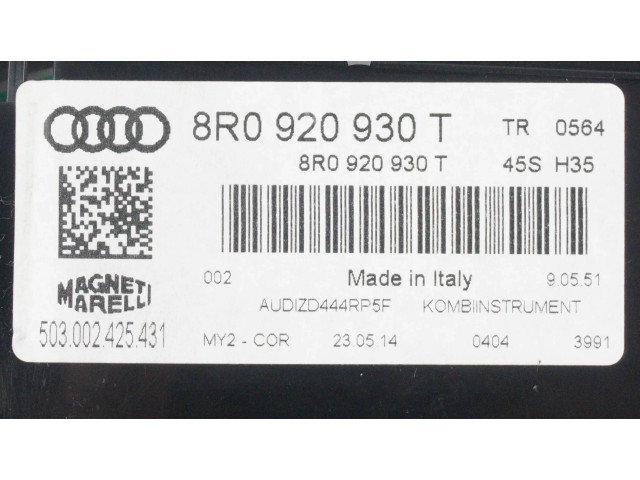 8R0 920 930 T TR 0564
8R0 920 930 T 45S H35
002 Made in Italy 9.05.51
MAGNETI
MARELLI
AUDIZD444RP5F KOMBIINSTRUMENT
503.002.425.431
MY2 - COR 23.05.14 0404 3991